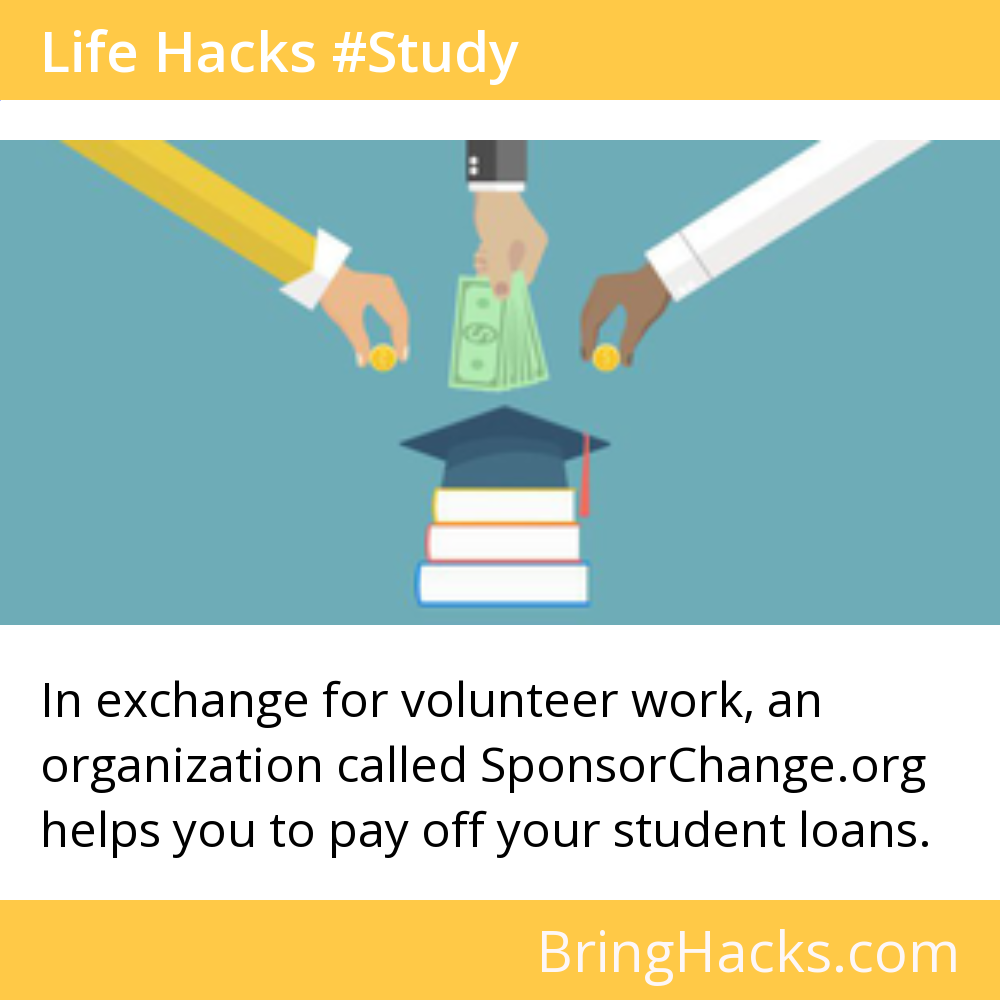 Life Hacks #Study
In exchange for volunteer work, an
organization called SponsorChange.org
helps you to pay off your student loans.
BringHacks.com